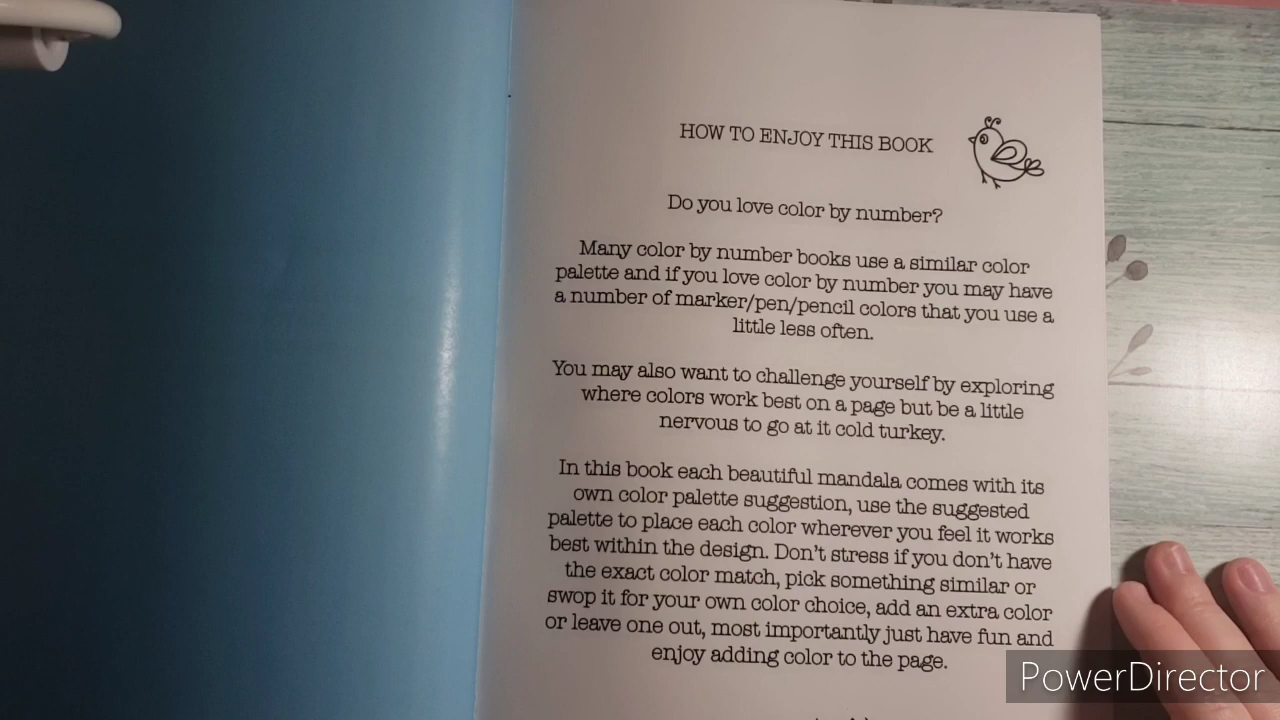 HOW TO ENJOY THIS BOOK
Do you love color by number?
Many color by number books use a similar color
palette and if you love color by number you may have
a number of marker/pen/pencil colors that you use a
little less often.
You may also want to challenge yourself by exploring
where colors work best on a page but be a little
nervous to go at it cold turkey.
In this book each beautiful mandala comes with its
own color palette suggestion, use the suggested
palette to place each color wherever you feel it works
best within the design. Don't stress if you don't have
the exact color match, pick something similar or
swop it for your own color choice, add an extra color
or leave one out, most importantly just have fun and
enjoy adding color to the page.
PowerDirector